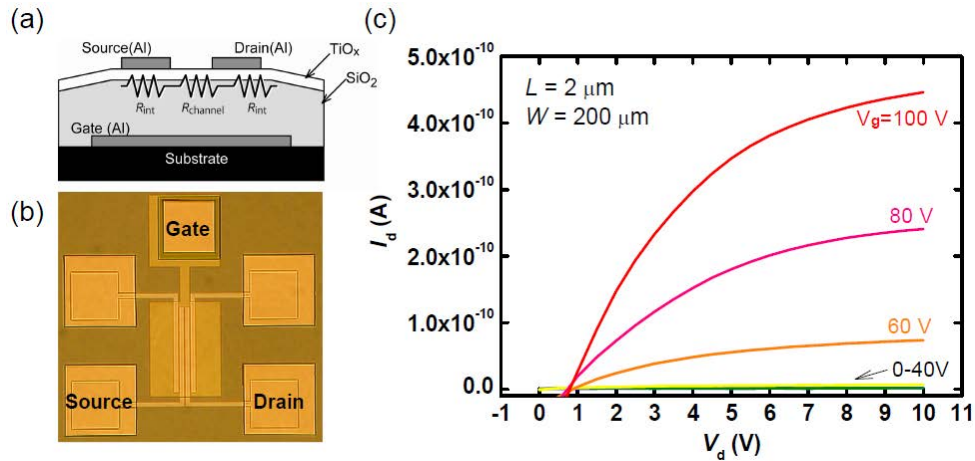 (a)
Source(Al) Drain(Al)
TiOx
SiO2
Rint Rchannel Rint
Gate (Al)
Substrate
(b)
Gate
Source Drain
(c)
5.0x10-10
4.0x10-10
3.0x10-10
2.0x10-10
1.0x10-10
0.0
Id (A)
L = 2 μm
W = 200 μm
Vg=100 V
80 V
60 V
0-40V
-1 0 1 2 3 4 5 6 7 8 9 10 11
Vd (V)